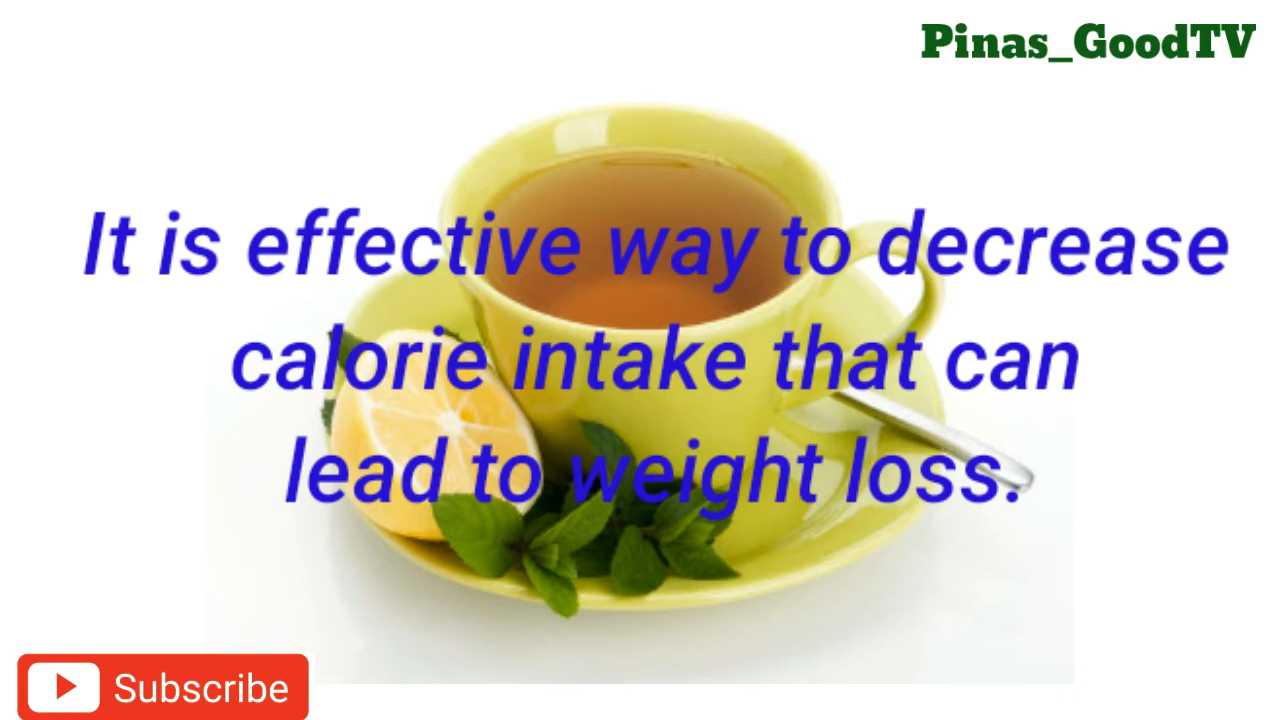 Pinas_GoodTV
It is effective way to decrease
calorie intake that can
lead to weight loss.
Subscribe